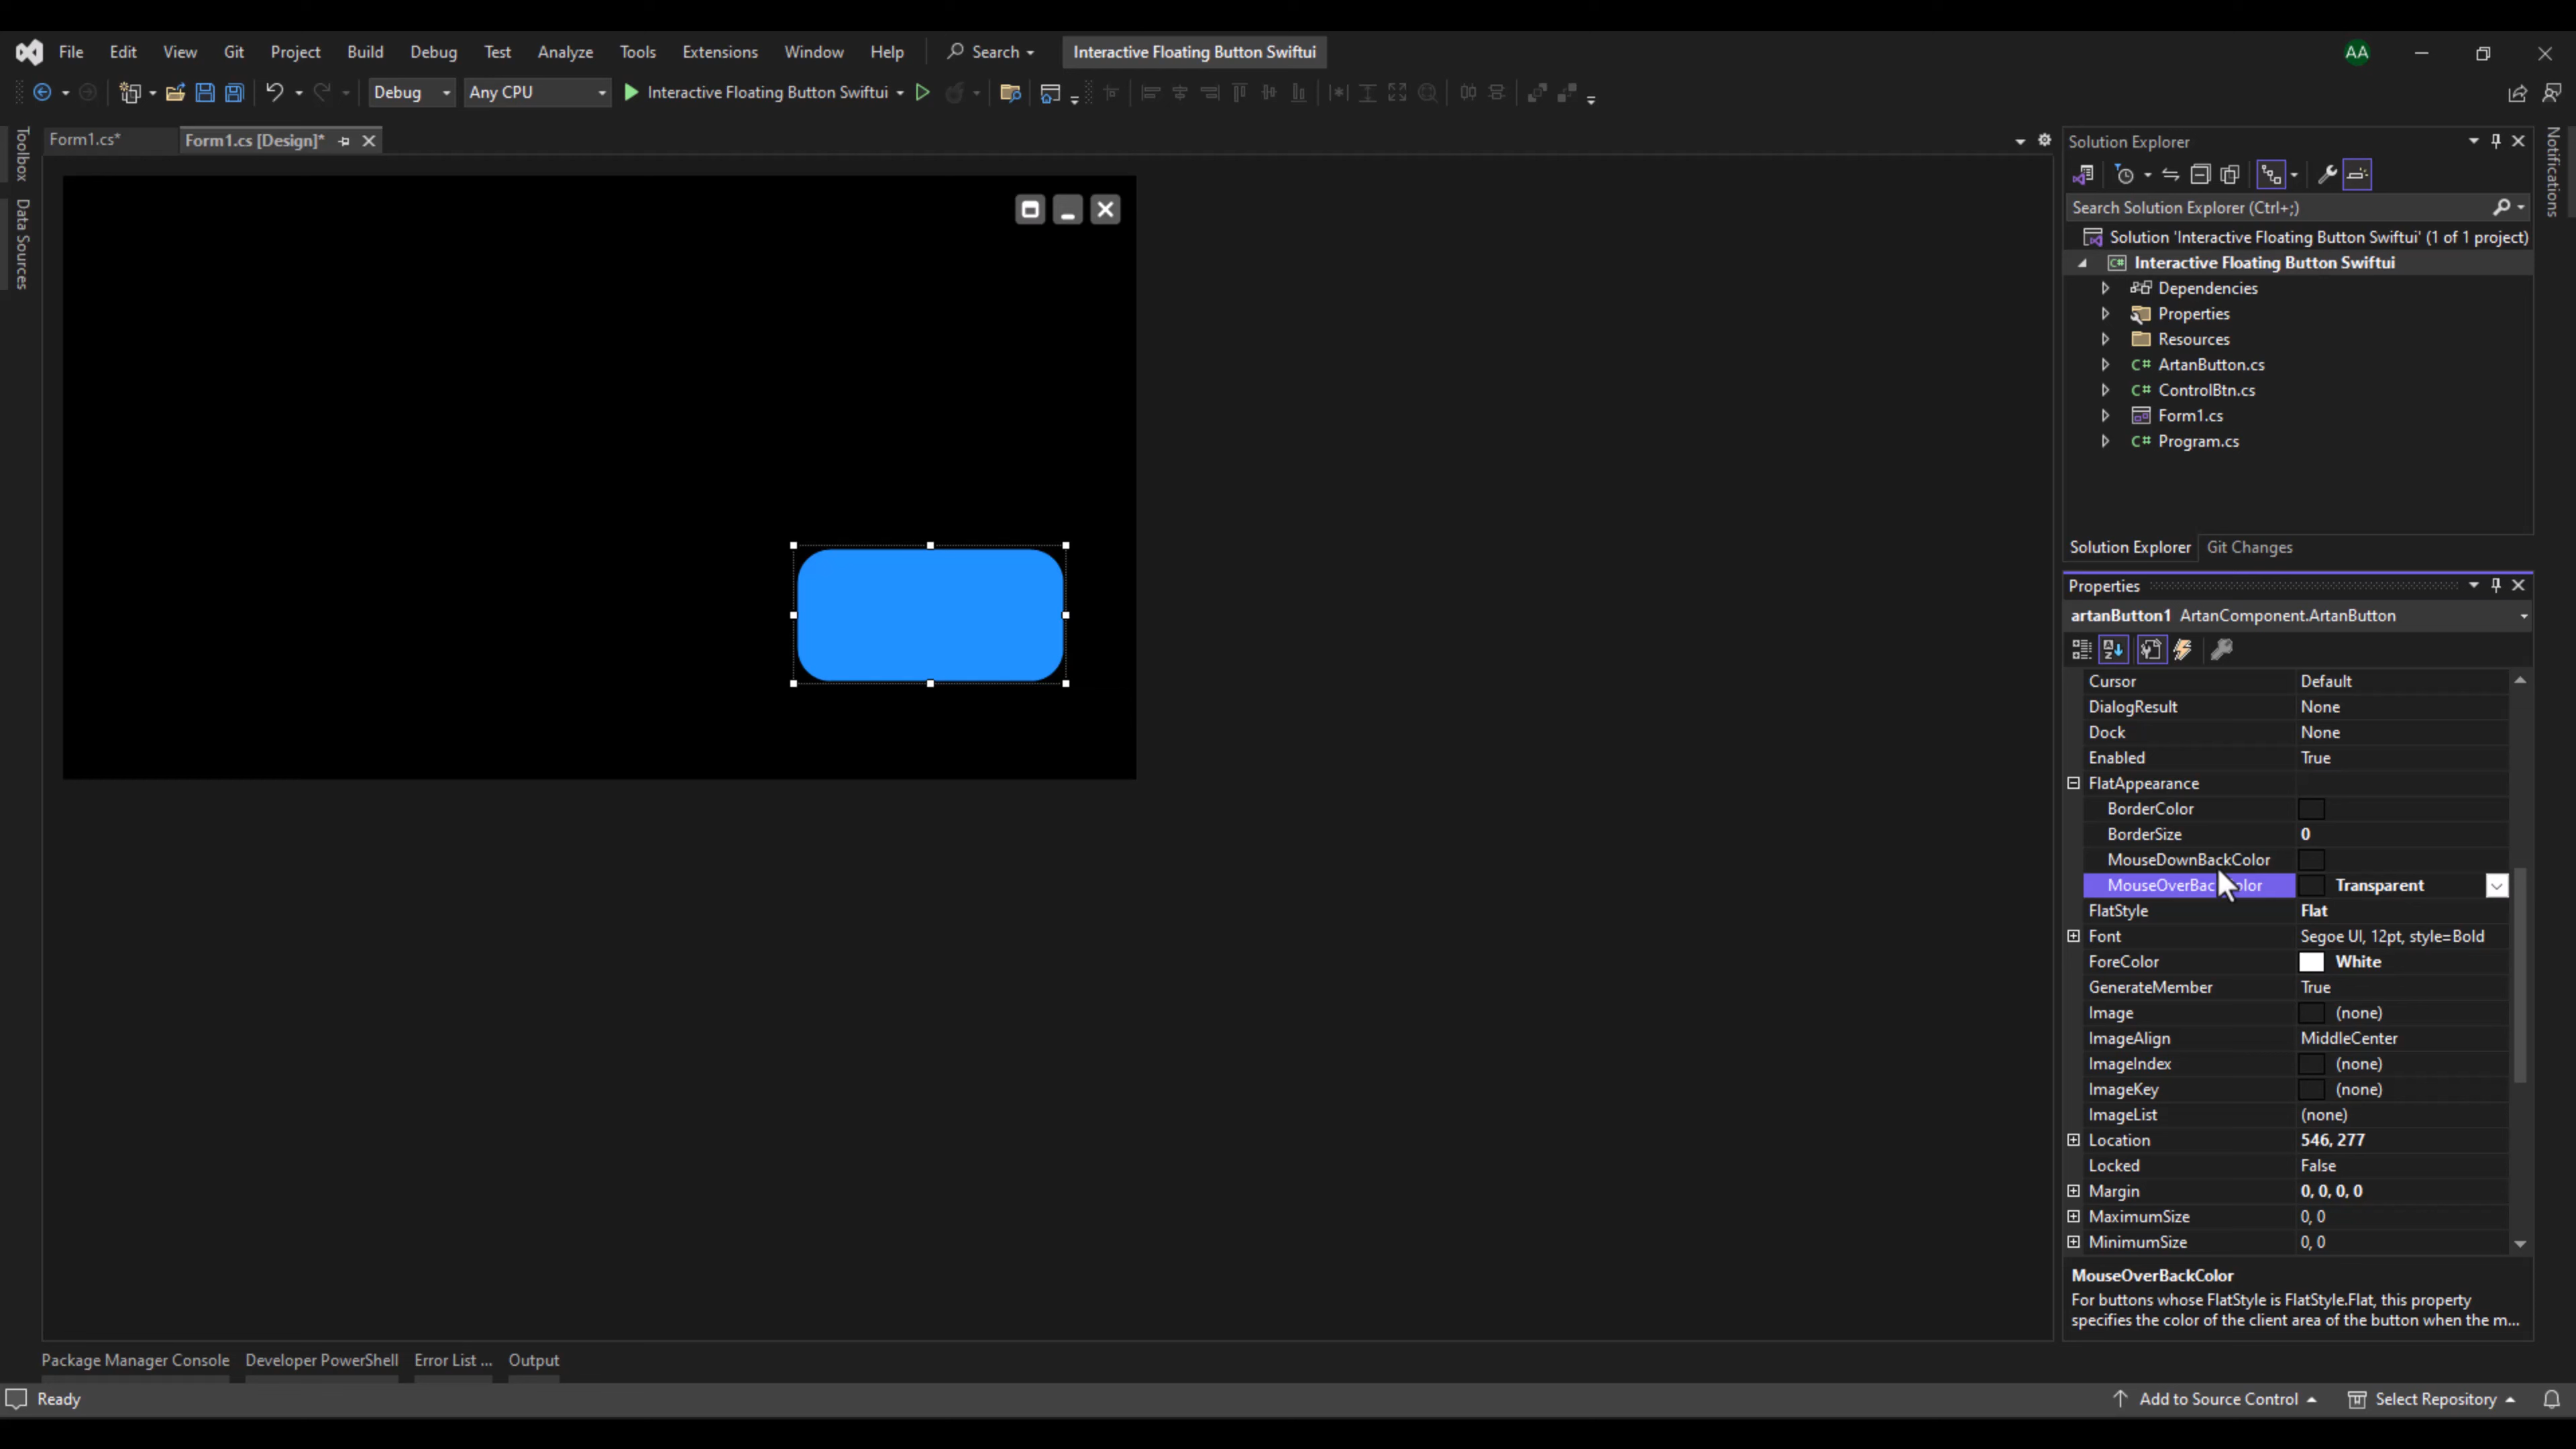 File Edit View Git Project Build Debug Test Analyze Tools Extensions Window Help Search Interactive Floating Button Swiftui AA
Debug Any CPU Interactive Floating Button Swiftui
Toolbox
Data Sources
Form1.cs* Form1.cs [Design]*
Solution Explorer
Search Solution Explorer (Ctrl+;)
Solution 'Interactive Floating Button Swiftui' (1 of 1 project)
C# Interactive Floating Button Swiftui
Dependencies
Properties
Resources
C# ArtanButton.cs
C# ControlBtn.cs
Form1.cs
C# Program.cs
Solution Explorer Git Changes
Notifications
Properties
artanButton1 ArtanComponent.ArtanButton
Cursor Default
DialogResult None
Dock None
Enabled True
FlatAppearance
BorderColor
BorderSize 0
MouseDownBackColor
Transparent
FlatStyle Flat
Font Segoe UI, 12pt, style=Bold
ForeColor White
GenerateMember True
Image (none)
ImageAlign MiddleCenter
ImageIndex (none)
ImageKey (none)
ImageList (none)
Location 546, 277
Locked False
Margin 0, 0, 0, 0
MaximumSize 0, 0
MinimumSize 0, 0
MouseOverBackColor
For buttons whose FlatStyle is FlatStyle.Flat, this property
specifies the color of the client area of the button when the m...
Package Manager Console Developer PowerShell Error List ... Output
Ready Add to Source Control Select Repository